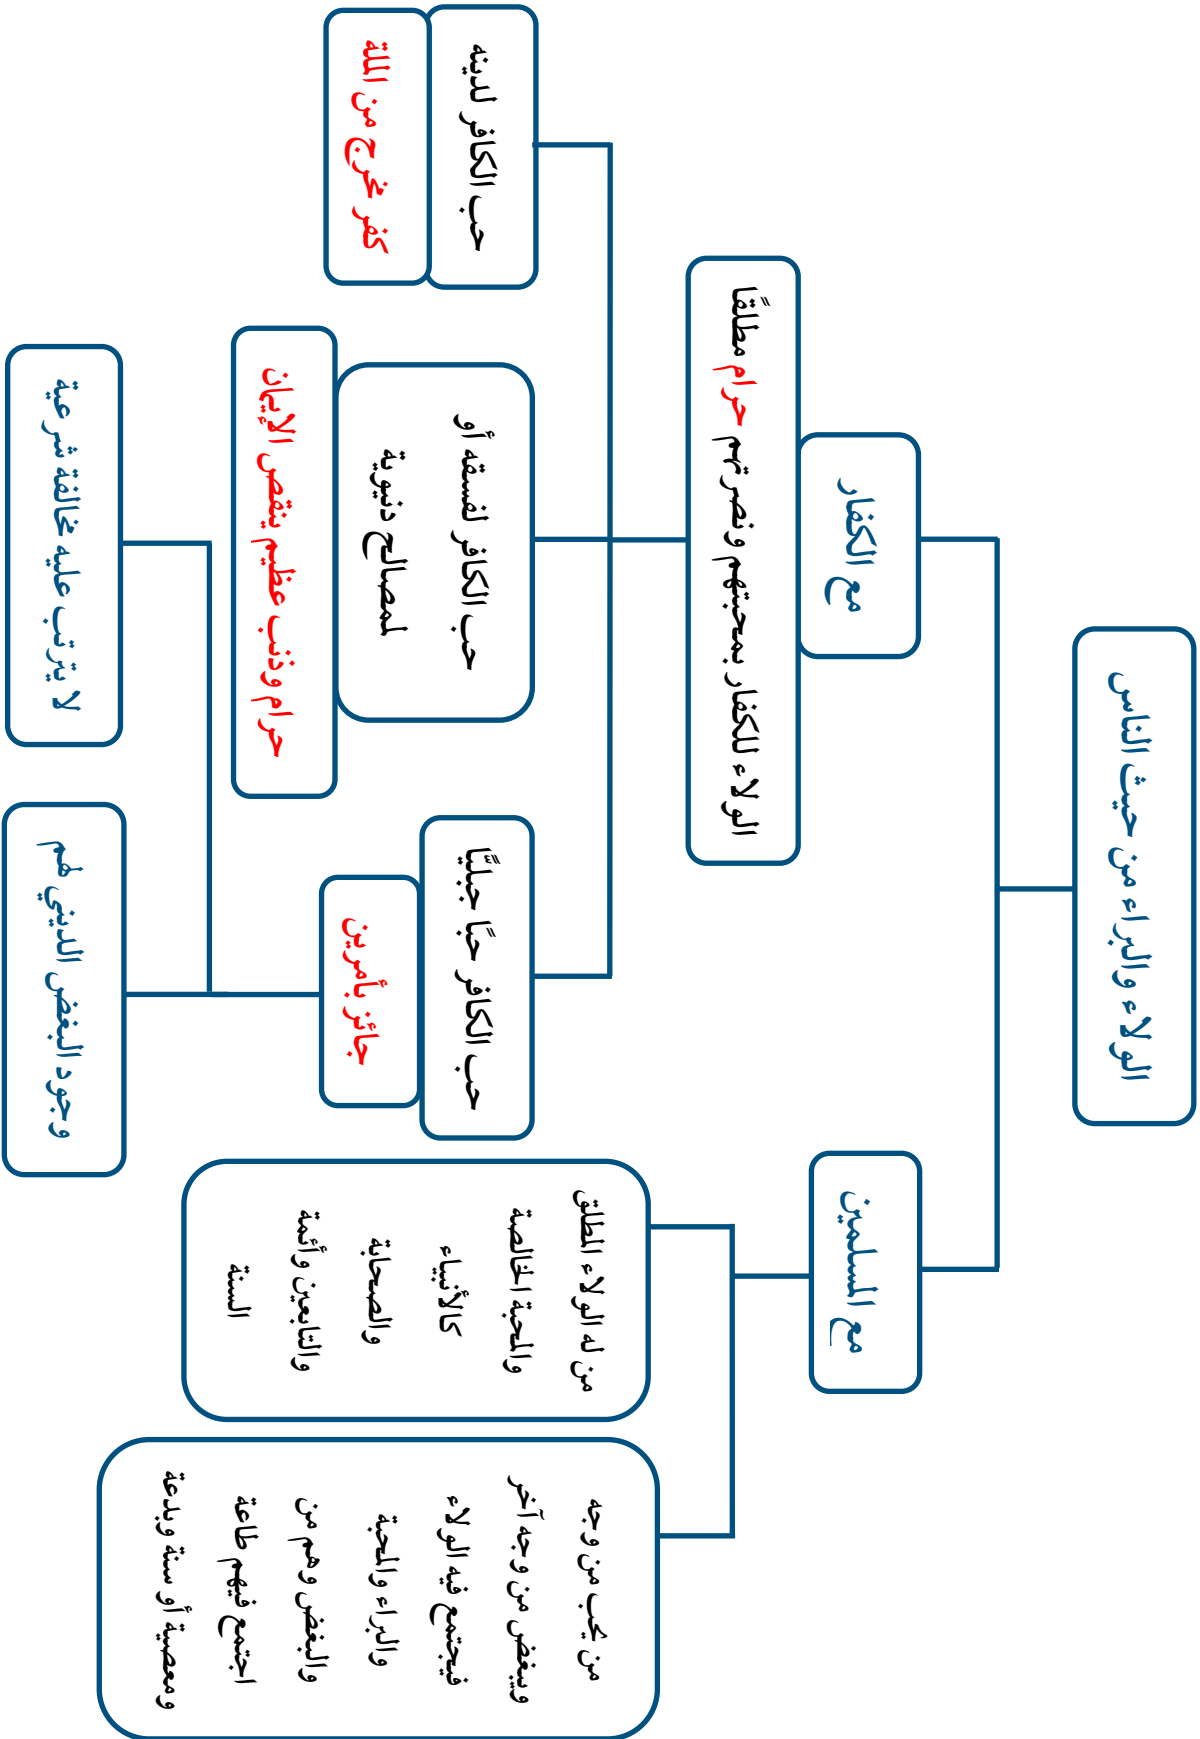 الولاء والبراء من حيث الناس
مع المسلمين
من له الولاء المطلق
والمحبة الخالصة
كالأنبياء
والصحابة
والتابعين وأئمة
السنة
من يحب من وجه
ويبغض من وجه آخر
فيجتمع فيه الولاء
والبراء والمحبة
والبغض وهم من
اجتمع فيهم طاعة
ومعصية أو سنة وبدعة
مع الكفار
الولاء للكفار بمحبتهم ونصرتهم حرام مطلقًا
حب الكافر حبًا جبليًّا
جائز بأمرين
وجود البغض الديني لهم
لا يترتب عليه مخالفة شرعية
حب الكافر لفسقه أو
لمصالح دنيوية
حرام وذنب عظيم ينقص الإيمان
حب الكافر لدينه
كفر مخرج من الملة